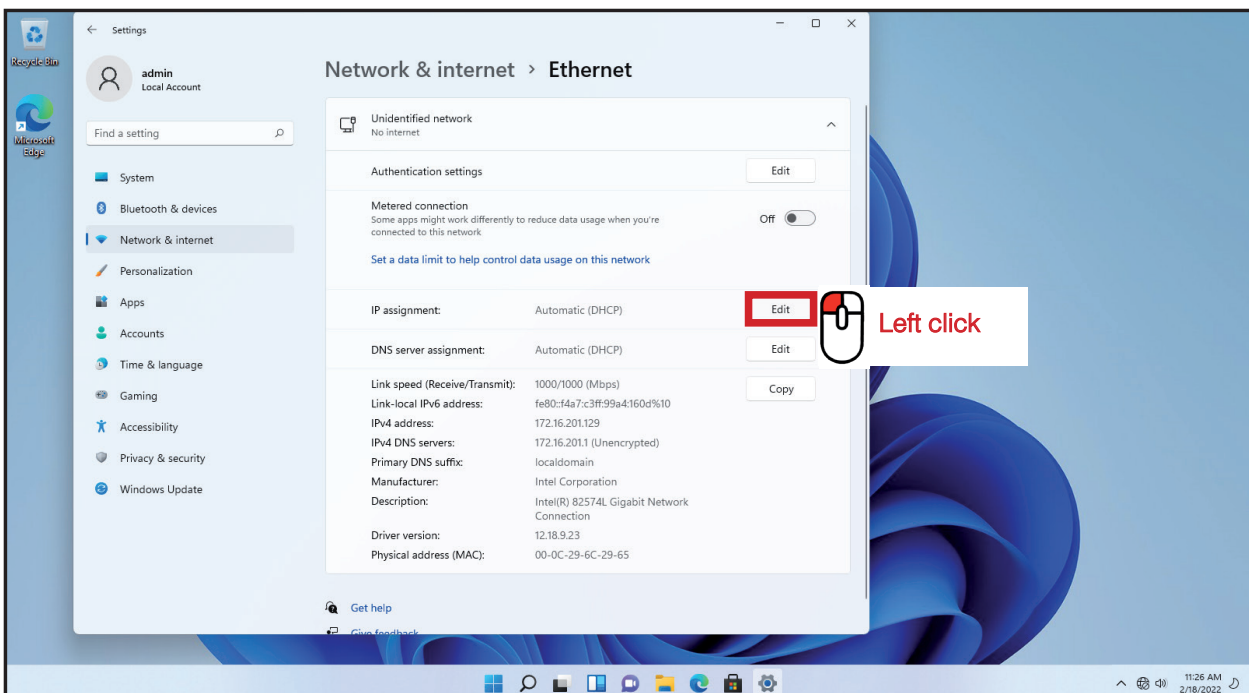 Recycle Bin
Microsoft
Edge
Settings
admin
Local Account
Find a setting
System
Bluetooth & devices
Network & internet
Personalization
Apps
Accounts
Time & language
Gaming
Accessibility
Privacy & security
Windows Update
Network & internet > Ethernet
Unidentified network
No internet
Authentication settings Edit
Metered connection
Some apps might work differently to reduce data usage when you're
connected to this network
Off
Set a data limit to help control data usage on this network
IP assignment: Automatic (DHCP) Edit
Left click
DNS server assignment: Automatic (DHCP) Edit
Link speed (Receive/Transmit): 1000/1000 (Mbps) Copy
Link-local IPv6 address: fe80::f4a7:c3ff:99a4:160d%10
IPv4 address: 172.16.201.129
IPv4 DNS servers: 172.16.201.1 (Unencrypted)
Primary DNS suffix: localdomain
Manufacturer: Intel Corporation
Description: Intel(R) 82574L Gigabit Network
Connection
Driver version: 12.18.9.23
Physical address (MAC): 00-0C-29-6C-29-65
Get help
Give feedback
11:26 AM
2/18/2022